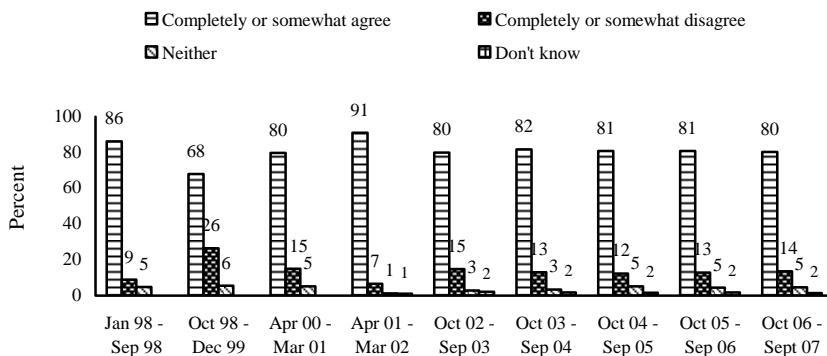 Completely or somewhat agree Completely or somewhat disagree
Neither Don't know
Percent
100
80
60
40
20
0
86 9 5
68 26 6
80 15 5
91 7 1 1
80 15 3 2
82 13 3 2
81 12 5 2
81 13 5 2
80 14 5 2
Jan 98 - Oct 98 - Apr 00 - Apr 01 - Oct 02 - Oct 03 - Oct 04 - Oct 05 - Oct 06 -
Sep 98 Dec 99 Mar 01 Mar 02 Sep 03 Sep 04 Sep 05 Sep 06 Sept 07